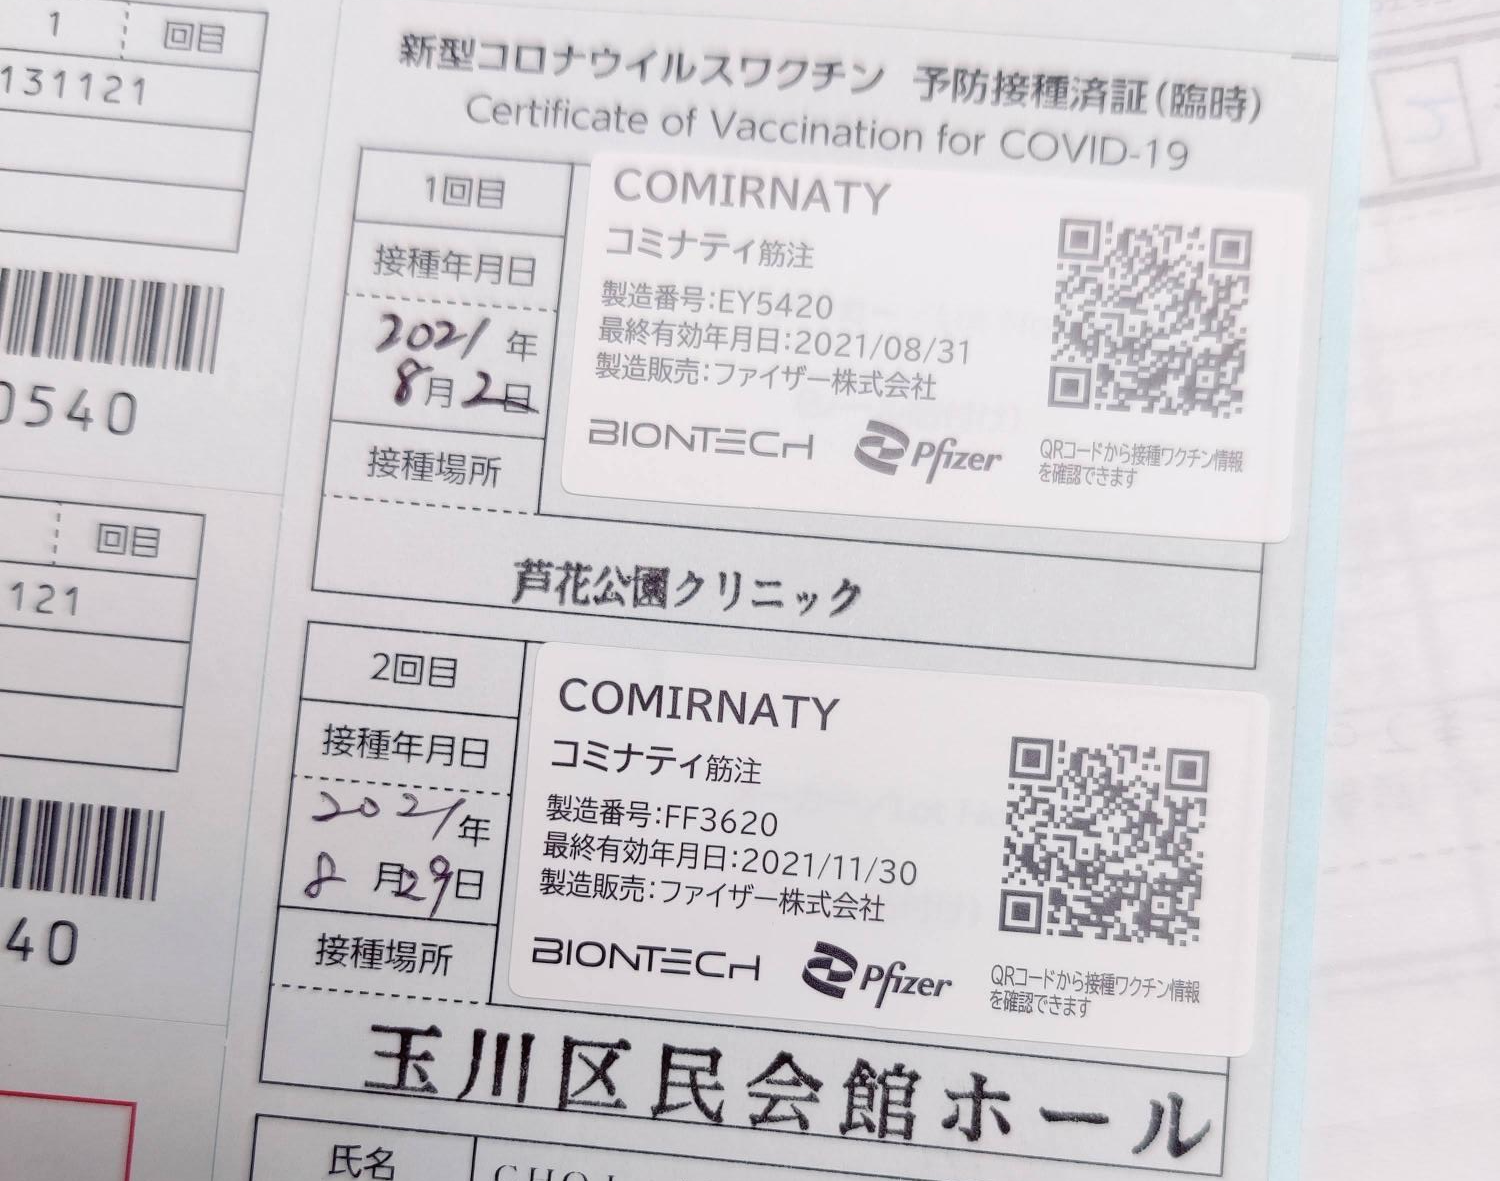 1 回目
131121
0540
回目
121
40
新型コロナウイルスワクチン 予防接種済証(臨時)
Certificate of Vaccination for COVID-19
1回目
接種年月日
2021年
8月2日
接種場所
COMIRNATY
コミナティ筋注
製造番号:EY5420
最終有効年月日:2021/08/31
製造販売:ファイザー株式会社
BIONTECH Pfizer
QRコードから接種ワクチン情報
を確認できます
芦花公園クリニック
2回目
接種年月日
2021年
8月29日
接種場所
COMIRNATY
コミナティ筋注
製造番号:FF3620
最終有効年月日:2021/11/30
製造販売:ファイザー株式会社
BIONTECH Pfizer
QRコードから接種ワクチン情報
を確認できます
玉川区民会館ホール
氏名